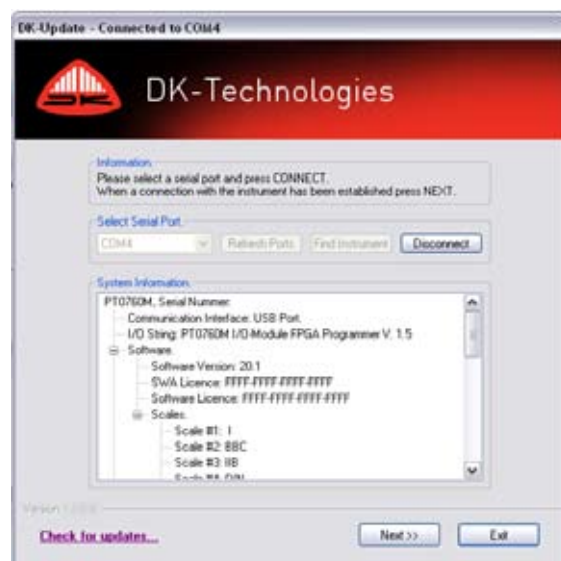 DK-Update - Connected to COM4
DK
DK-Technologies
Information
Please select a serial port and press CONNECT.
When a connection with the instrument has been established press NEXT.
Select Serial Port
COM4 Refresh Ports Find Instrument Disconnect
System Information
PT0760M, Serial Nummer:
Communication Interface: USB Port.
I/O String: PT0760M I/O-Module FPGA Programmer V. 1.5
Software.
Software Version: 20.1
SWA Licence: FFFF-FFFF-FFFF-FFFF
Software Licence: FFFF-FFFF-FFFF-FFFF
Scales.
Scale #1: I
Scale #2: BBC
Scale #3: IIB
Scale #4: DIN
Version
Check for updates...
Next >> Exit